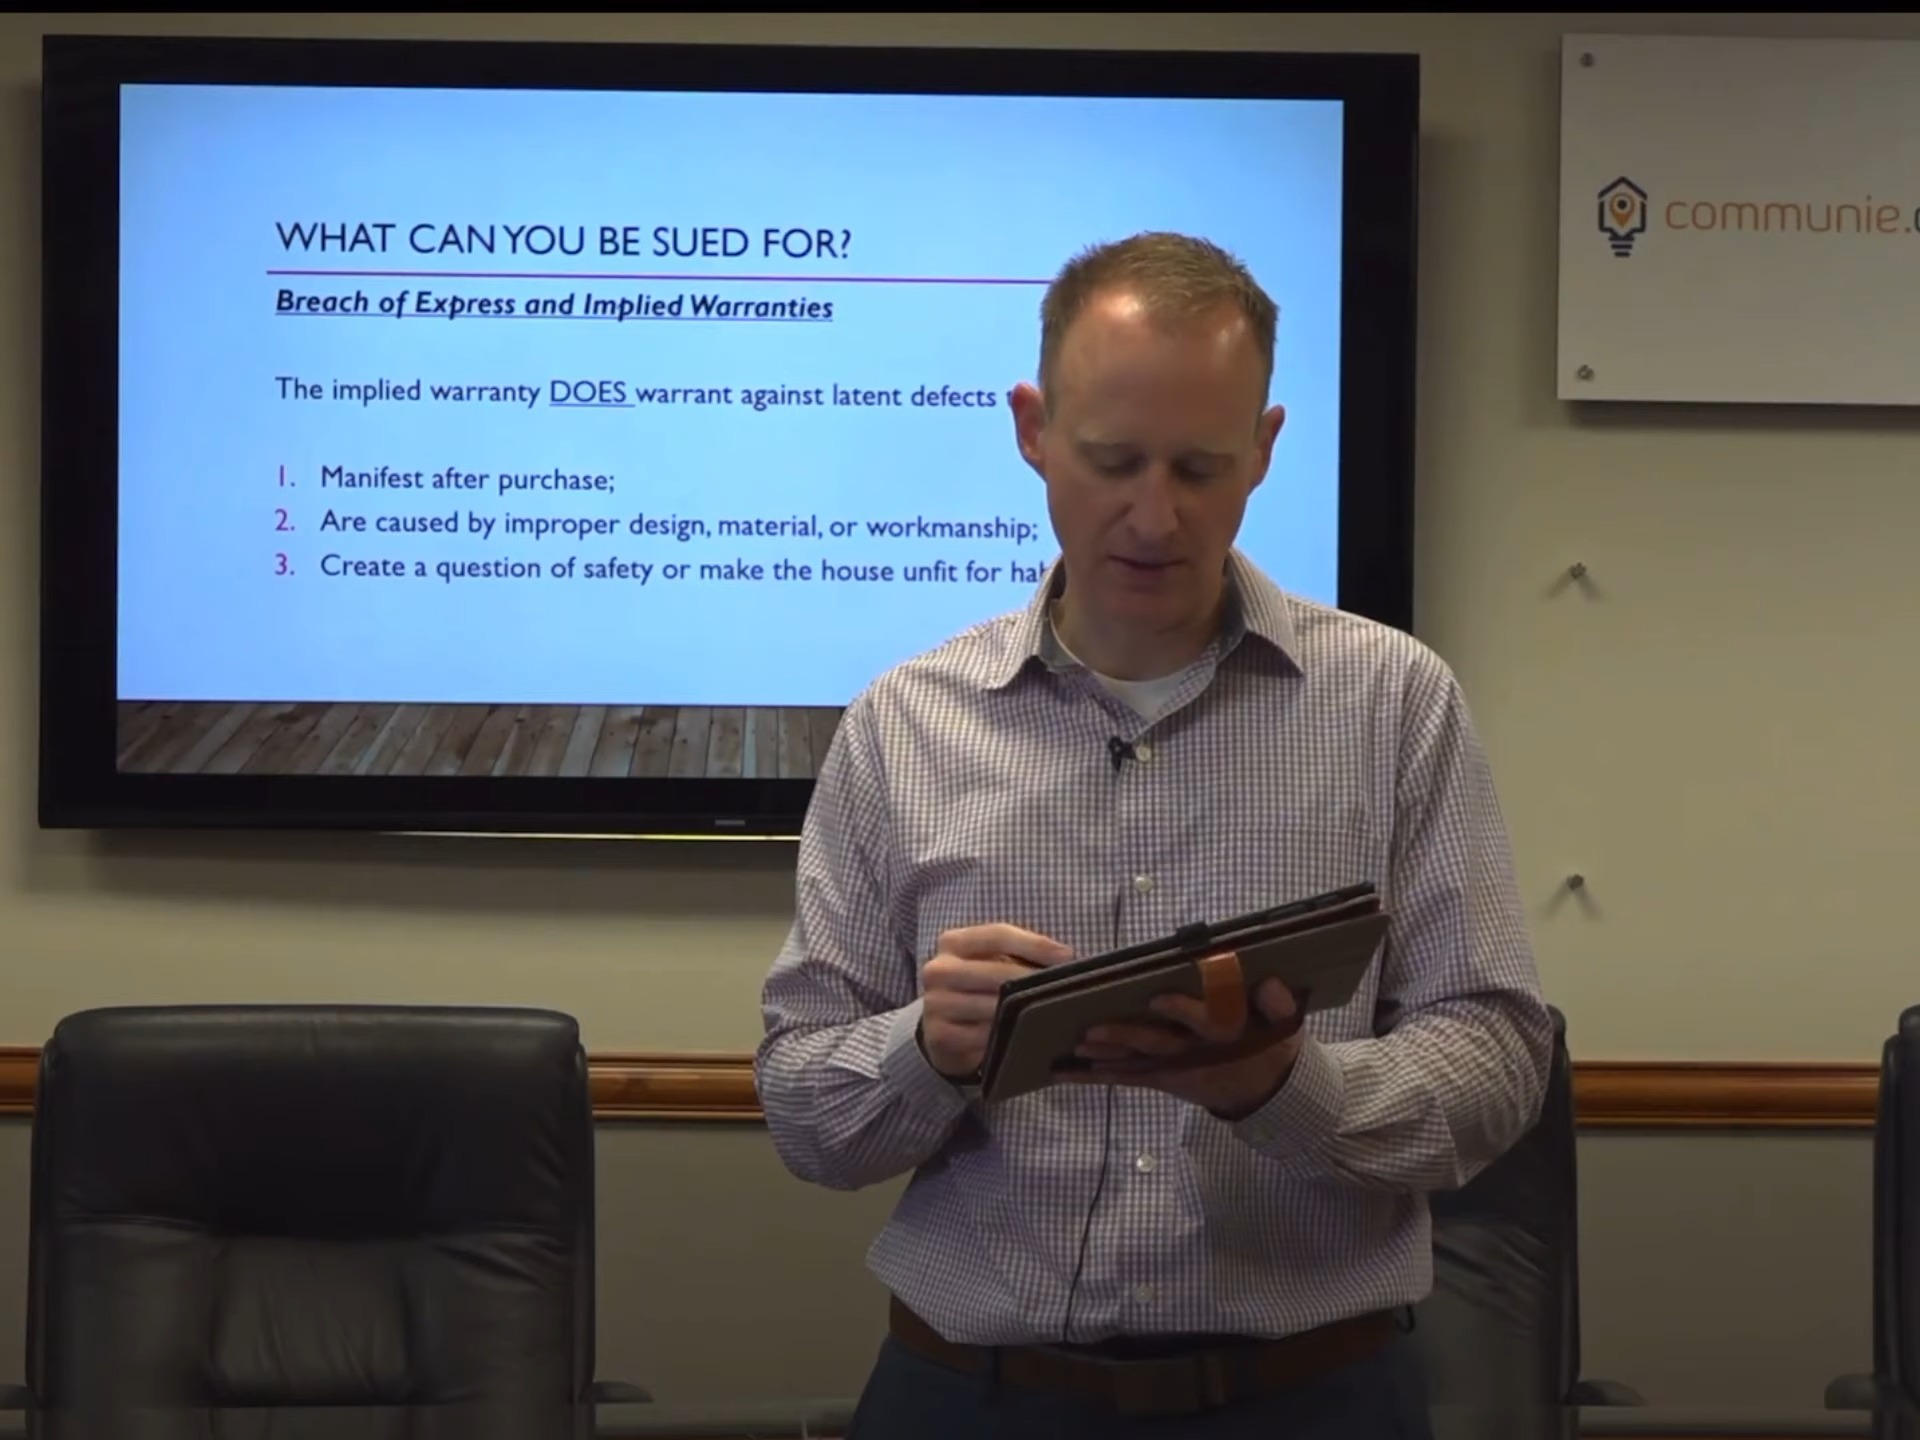 WHAT CAN YOU BE SUED FOR?
Breach of Express and Implied Warranties
The implied warranty DOES warrant against latent defects
1. Manifest after purchase;
2. Are caused by improper design, material, or workmanship;
3. Create a question of safety or make the house unfit for
communie.